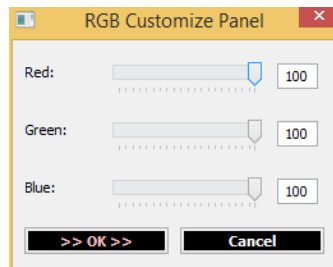 RGB Customize Panel
Red: 100
Green: 100
Blue: 100
>> OK >> Cancel